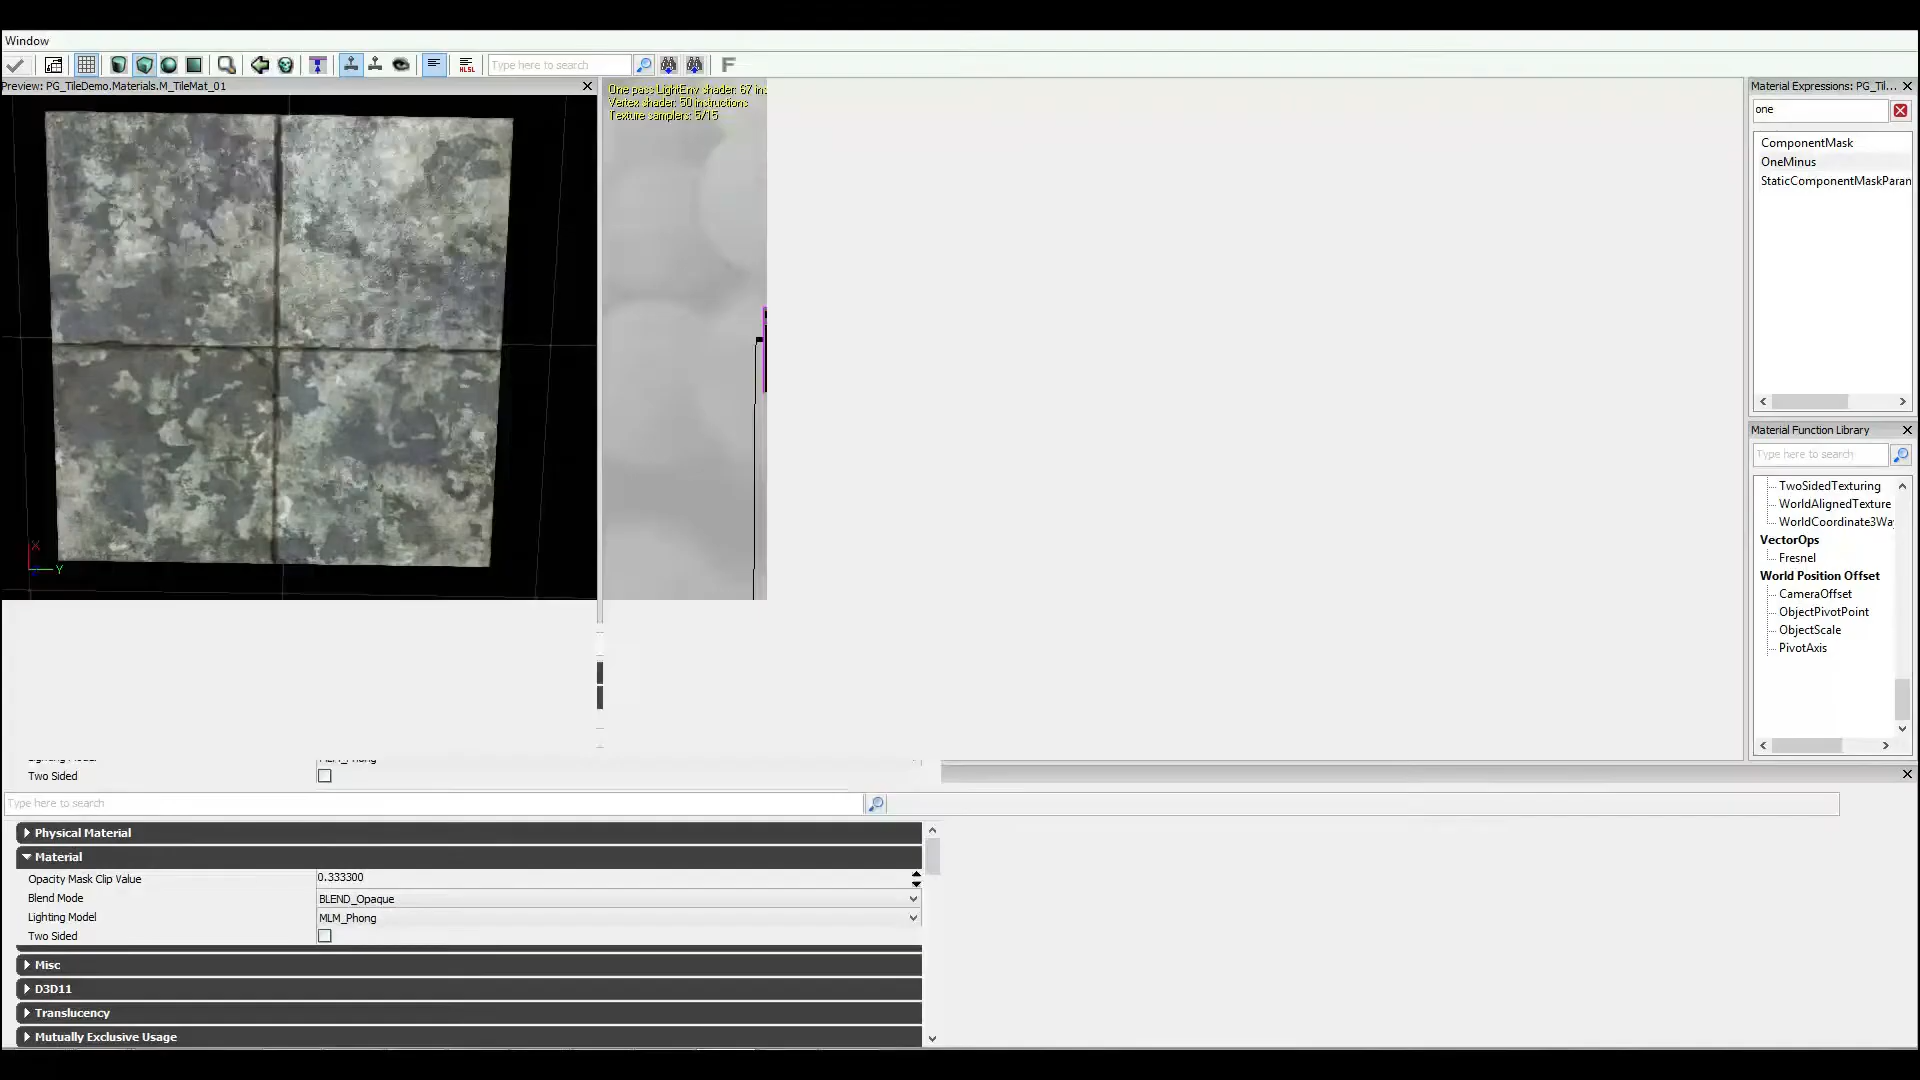 Window
HLSL
Type here to search
F
Preview: PG_TileDemo.Materials.M_TileMat_01
One pass LightEnv shader: 67 ins
Vertex shader: 50 instructions
Texture samplers: 5/15
X
Y
Material Expressions: PG_Til...
one
ComponentMask
OneMinus
StaticComponentMaskParan
Material Function Library
Type here to search
TwoSidedTexturing
WorldAlignedTexture
WorldCoordinate3Wa
VectorOps
Fresnel
World Position Offset
CameraOffset
ObjectPivotPoint
ObjectScale
PivotAxis
Two Sided
Type here to search
Physical Material
Material
Opacity Mask Clip Value 0.333300
Blend Mode BLEND_Opaque
Lighting Model MLM_Phong
Two Sided
Misc
D3D11
Translucency
Mutually Exclusive Usage